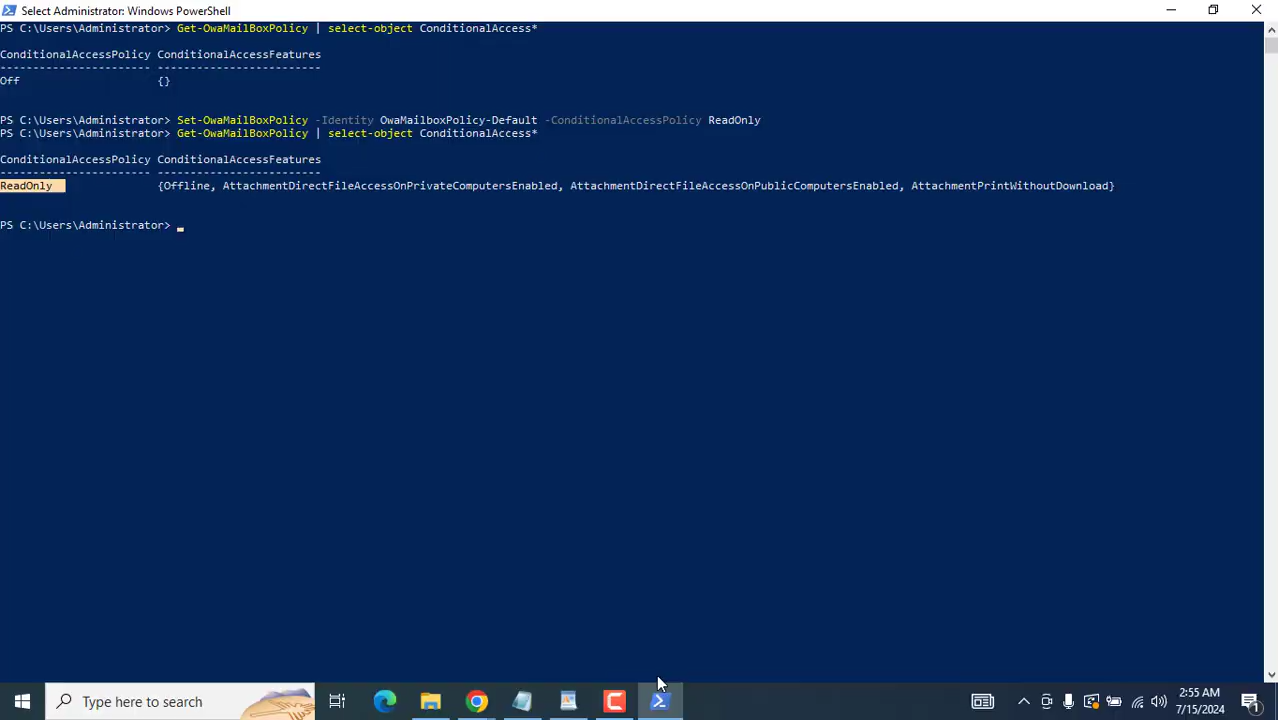 Select Administrator: Windows PowerShell
PS C:\Users\Administrator> Get-OwaMailBoxPolicy | select-object ConditionalAccess*
ConditionalAccessPolicy ConditionalAccessFeatures
----------------------- -------------------------
Off {}
PS C:\Users\Administrator> Set-OwaMailBoxPolicy -Identity OwaMailboxPolicy-Default -ConditionalAccessPolicy ReadOnly
PS C:\Users\Administrator> Get-OwaMailBoxPolicy | select-object ConditionalAccess*
ConditionalAccessPolicy ConditionalAccessFeatures
----------------------- -------------------------
ReadOnly {Offline, AttachmentDirectFileAccessOnPrivateComputersEnabled, AttachmentDirectFileAccessOnPublicComputersEnabled, AttachmentPrintWithoutDownload}
PS C:\Users\Administrator>
Type here to search
2:55 AM
7/15/2024
1